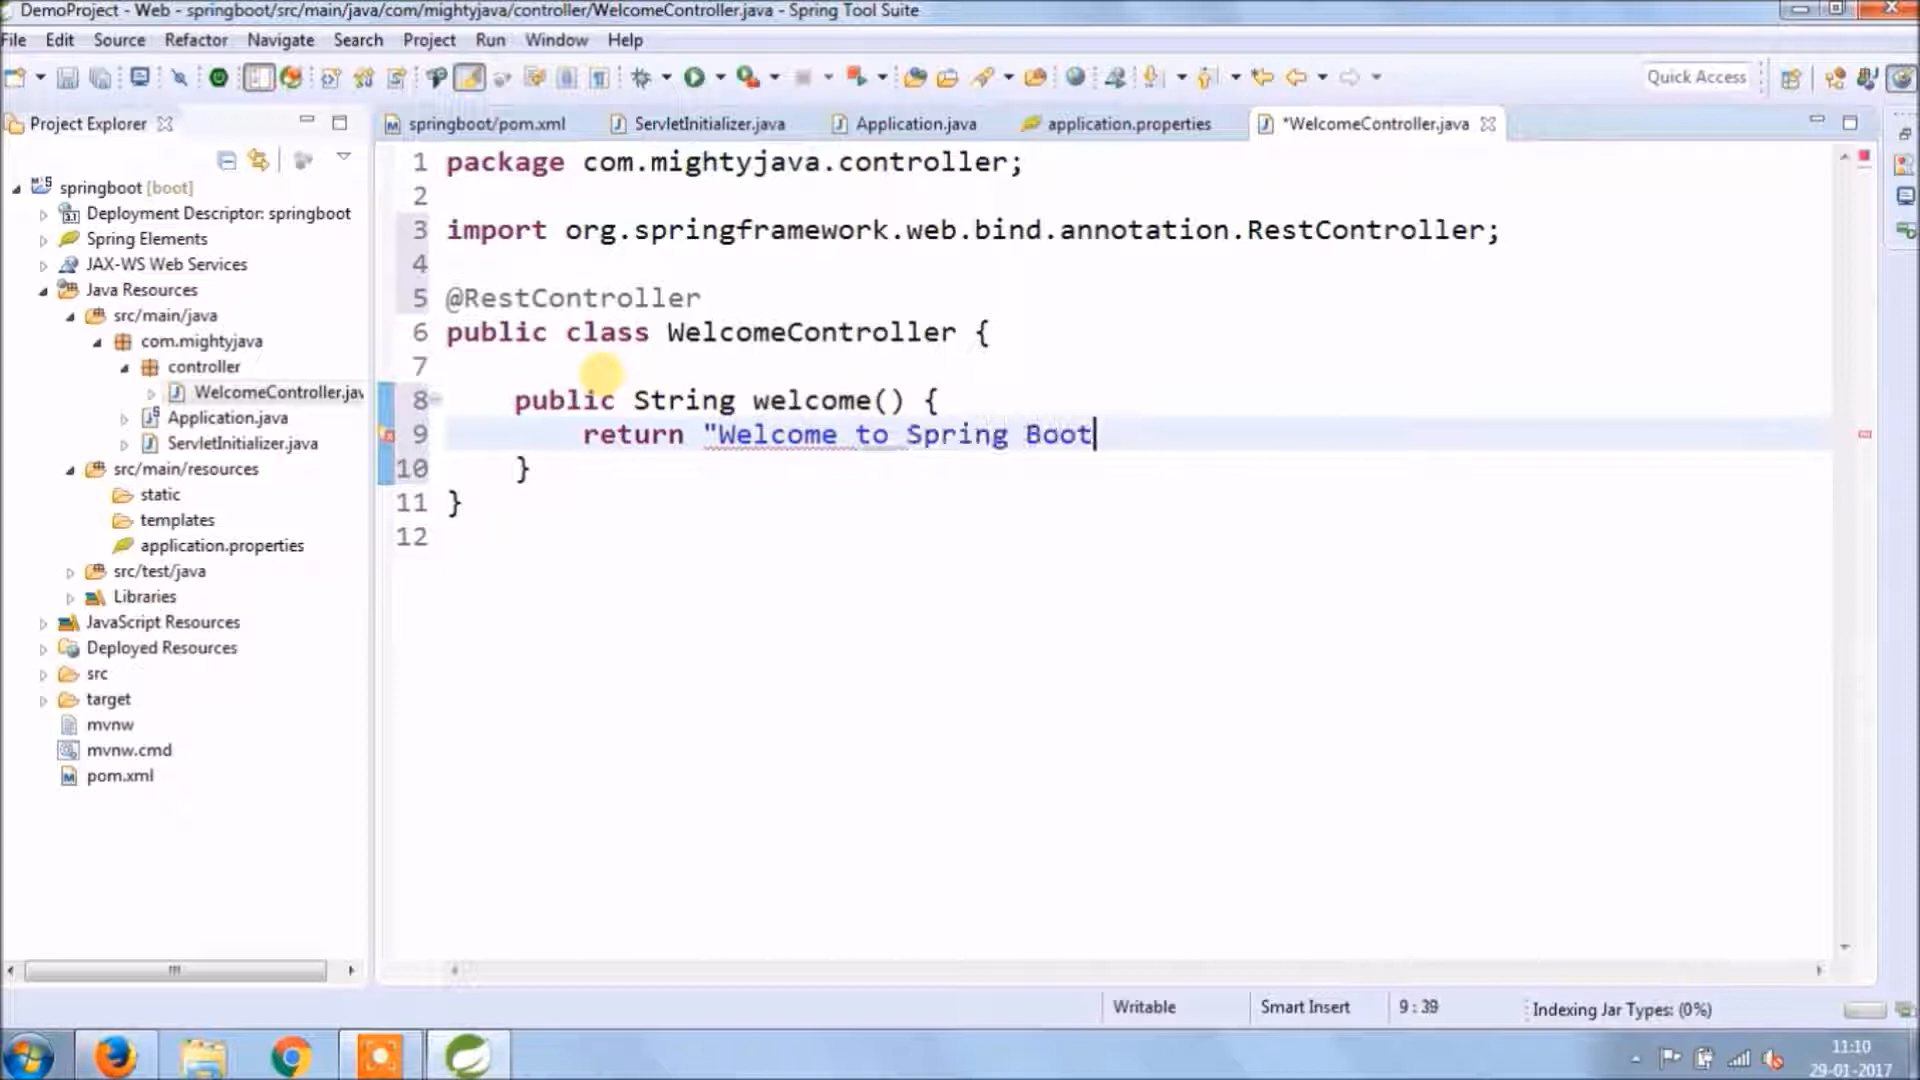 DemoProject - Web - springboot/src/main/java/com/mightyjava/controller/WelcomeController.java - Spring Tool Suite
File Edit Source Refactor Navigate Search Project Run Window Help
Quick Access
Project Explorer
springboot/pom.xml ServletInitializer.java Application.java application.properties *WelcomeController.java
springboot [boot]
Deployment Descriptor: springboot
Spring Elements
JAX-WS Web Services
Java Resources
src/main/java
com.mightyjava
controller
WelcomeController.jav
Application.java
ServletInitializer.java
src/main/resources
static
templates
application.properties
src/test/java
Libraries
JavaScript Resources
Deployed Resources
src
target
mvnw
mvnw.cmd
pom.xml
1 package com.mightyjava.controller;
2
3 import org.springframework.web.bind.annotation.RestController;
4
5 @RestController
6 public class WelcomeController {
7
8 public String welcome() {
9 return "Welcome to Spring Boot
10 }
11 }
12
Writable Smart Insert 9 : 39 Indexing Jar Types: (0%)
11:10
29-01-2017